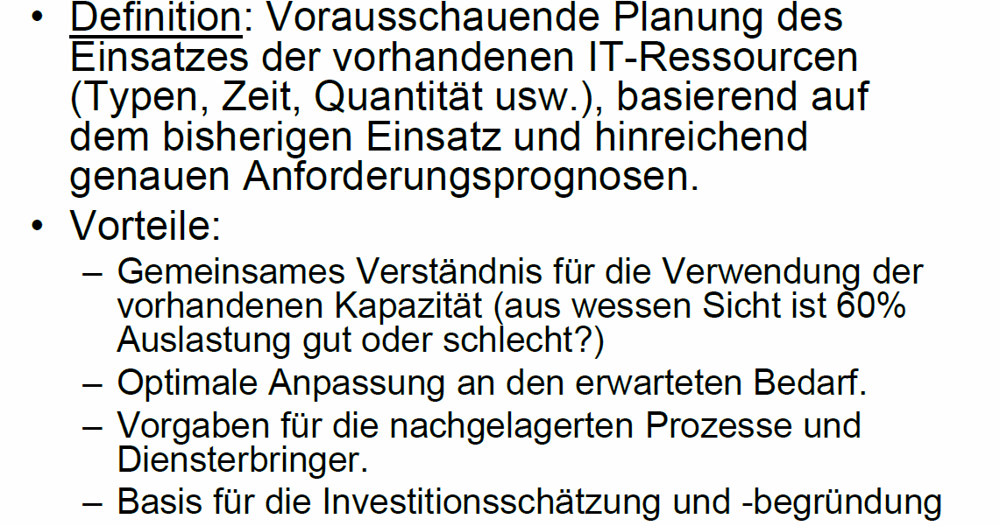 • Definition: Vorausschauende Planung des
Einsatzes der vorhandenen IT-Ressourcen
(Typen, Zeit, Quantität usw.), basierend auf
dem bisherigen Einsatz und hinreichend
genauen Anforderungsprognosen.
• Vorteile:
– Gemeinsames Verständnis für die Verwendung der
vorhandenen Kapazität (aus wessen Sicht ist 60%
Auslastung gut oder schlecht?)
– Optimale Anpassung an den erwarteten Bedarf.
– Vorgaben für die nachgelagerten Prozesse und
Diensterbringer.
– Basis für die Investitionsschätzung und -begründung